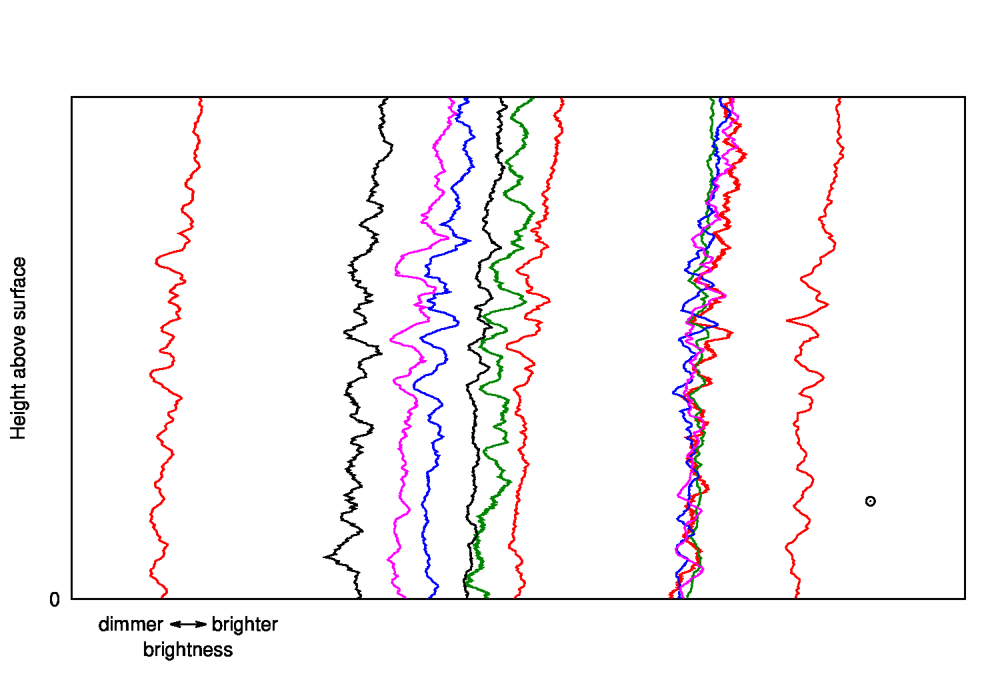 Height above surface
0
dimmer ↔ brighter
brightness